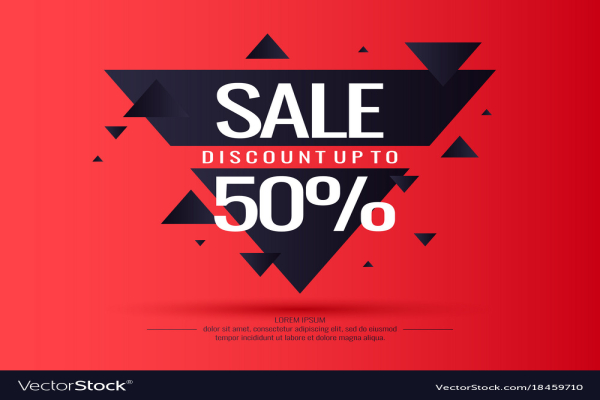 SALE
DISCOUNT UP TO
50%
LOREM IPSUM
dolor sit amet, consectetur adipiscing elit, sed do eiusmod
tempor incididunt ut labore et dolore magna aliqua.
VectorStock®
VectorStock.com/18459710